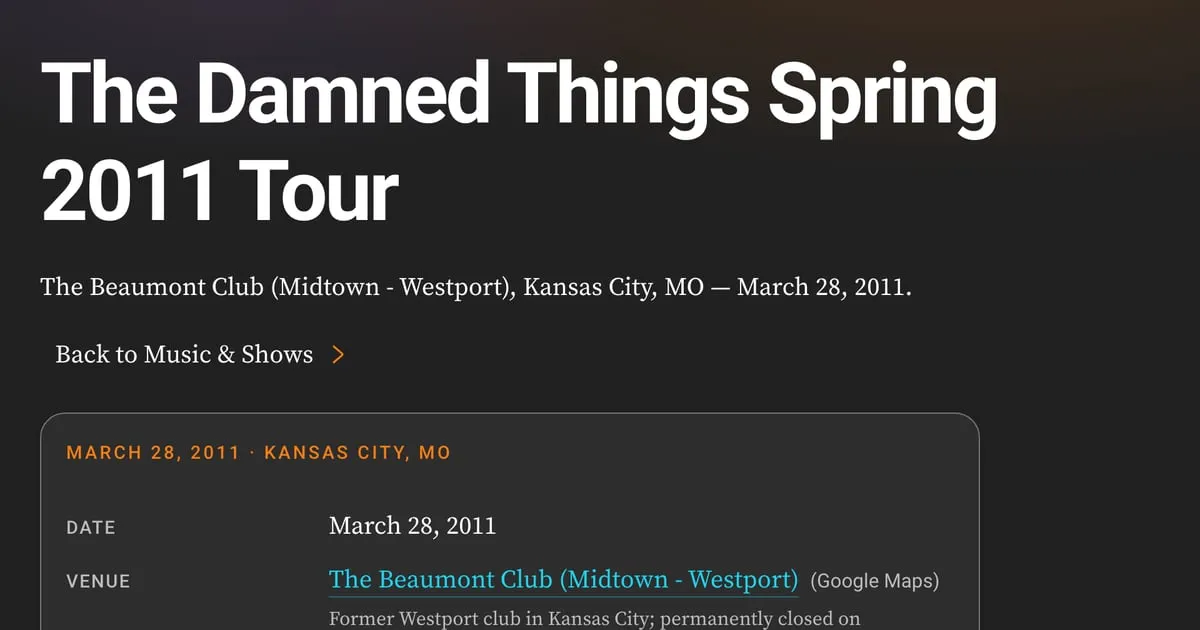 The Damned Things Spring
2011 Tour
The Beaumont Club (Midtown - Westport), Kansas City, MO — March 28, 2011.
Back to Music & Shows
MARCH 28, 2011 · KANSAS CITY, MO
DATE March 28, 2011
VENUE The Beaumont Club (Midtown - Westport) (Google Maps)
Former Westport club in Kansas City; permanently closed on